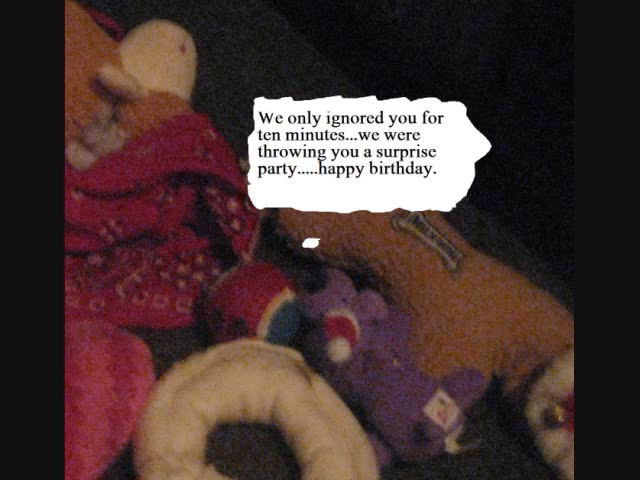 We only ignored you for
ten minutes...we were
throwing you a surprise
party.....happy birthday.